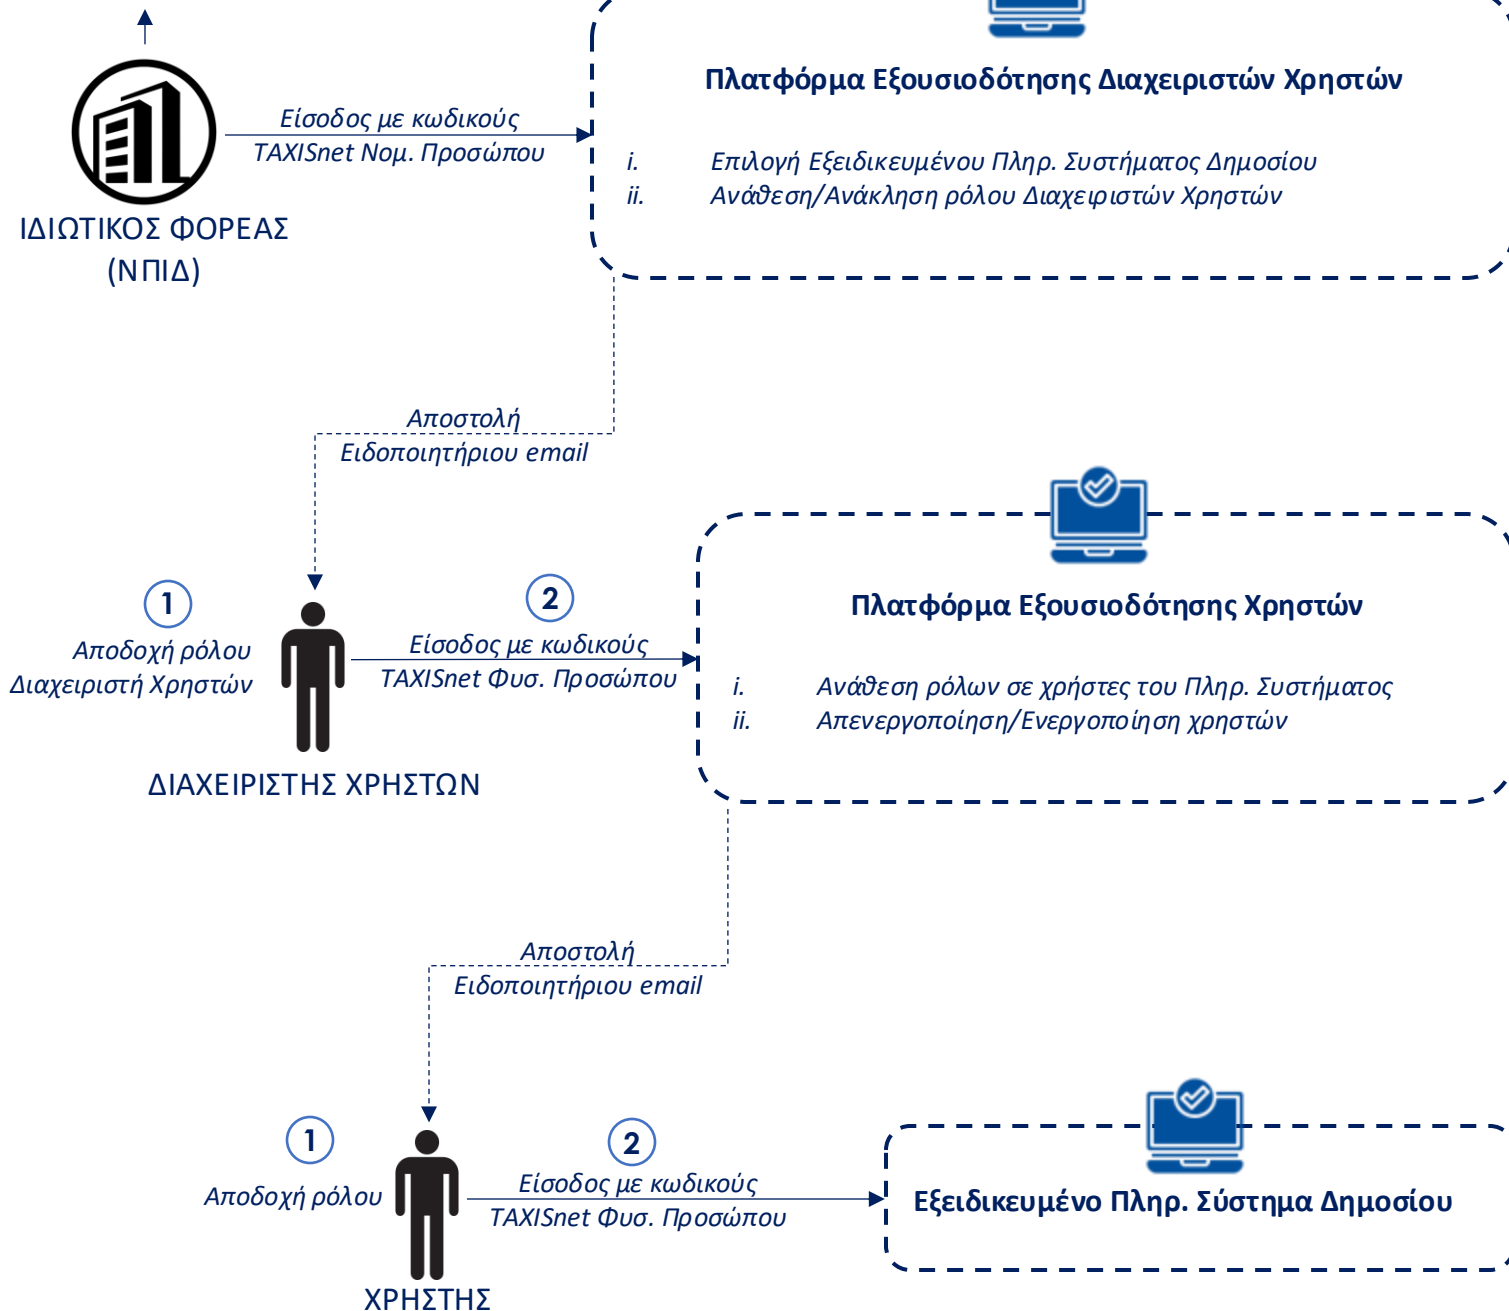 Πλατφόρμα Εξουσιοδότησης Διαχειριστών Χρηστών
Είσοδος με κωδικούς
TAXISnet Νομ. Προσώπου
i. Επιλογή Εξειδικευμένου Πληρ. Συστήματος Δημοσίου
ii. Ανάθεση/Ανάκληση ρόλου Διαχειριστών Χρηστών
ΙΔΙΩΤΙΚΟΣ ΦΟΡΕΑΣ
(ΝΠΙΔ)
Αποστολή
Ειδοποιητήριου email
1
Αποδοχή ρόλου
Διαχειριστή Χρηστών
2
Είσοδος με κωδικούς
TAXISnet Φυσ. Προσώπου
Πλατφόρμα Εξουσιοδότησης Χρηστών
i. Ανάθεση ρόλων σε χρήστες του Πληρ. Συστήματος
ii. Απενεργοποίηση/Ενεργοποίηση χρηστών
ΔΙΑΧΕΙΡΙΣΤΗΣ ΧΡΗΣΤΩΝ
Αποστολή
Ειδοποιητήριου email
1
Αποδοχή ρόλου
2
Είσοδος με κωδικούς
TAXISnet Φυσ. Προσώπου
Εξειδικευμένο Πληρ. Σύστημα Δημοσίου
ΧΡΗΣΤΗΣ